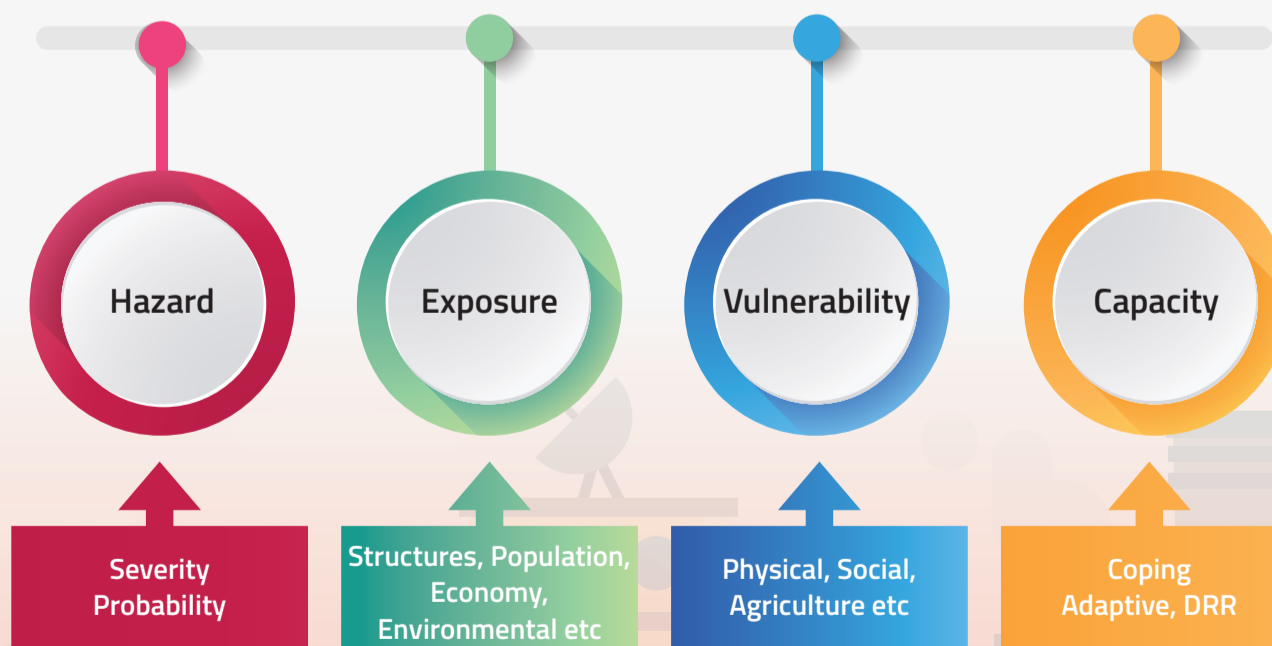 Hazard
Exposure
Vulnerability
Capacity
Severity
Probability
Structures, Population,
Economy,
Environmental etc
Physical, Social,
Agriculture etc
Coping
Adaptive, DRR